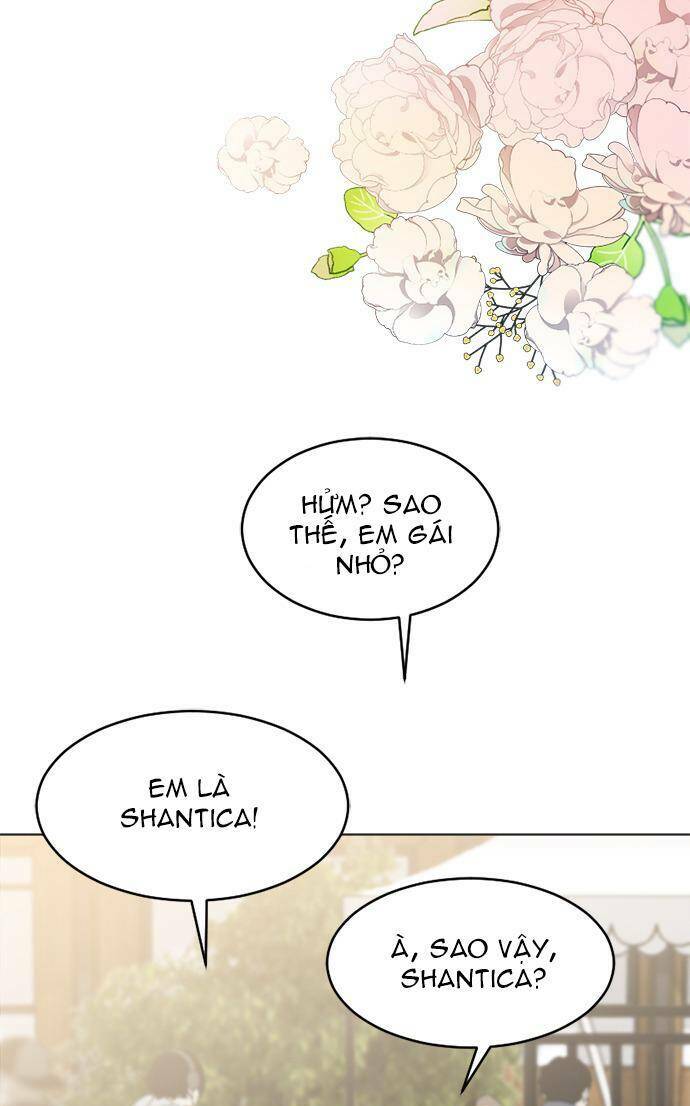 HỬM? SAO
THẾ, EM GÁI
NHỎ?
EM LÀ
SHANTICA!
À, SAO VẬY,
SHANTICA?